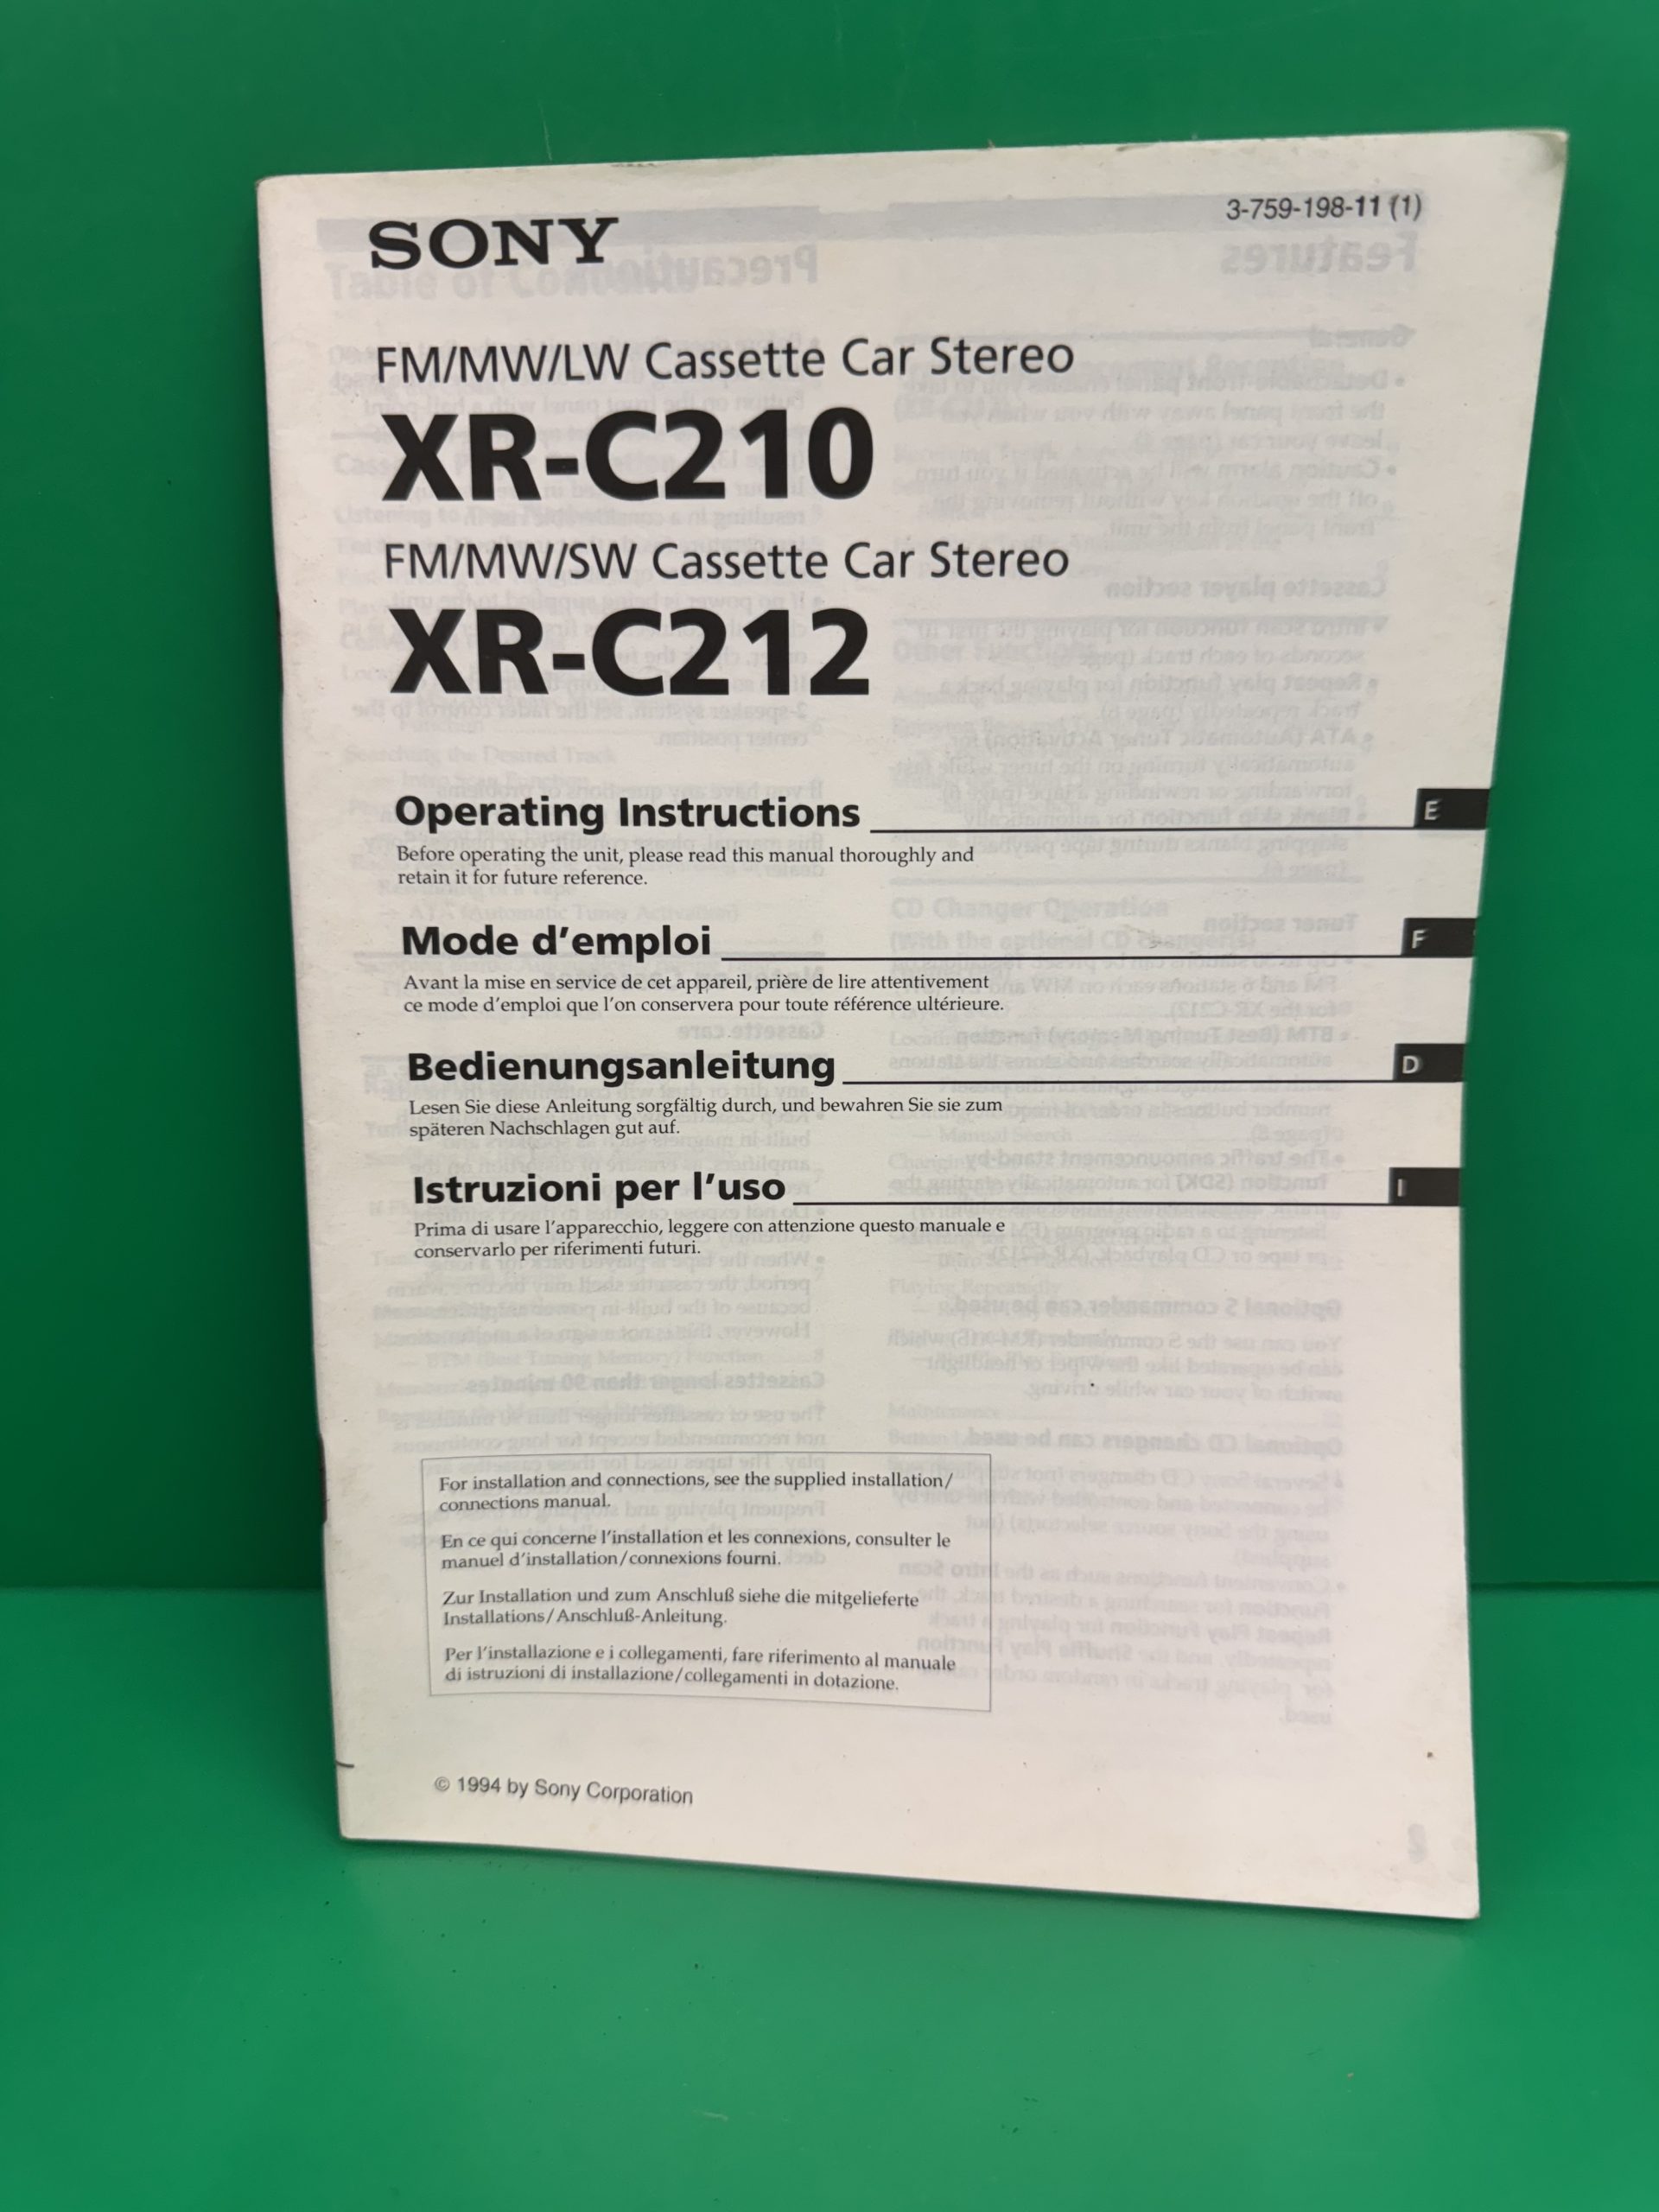 SONY
3-759-198-11 (1)
FM/MW/LW Cassette Car Stereo
XR-C210
FM/MW/SW Cassette Car Stereo
XR-C212
Operating Instructions E
Before operating the unit, please read this manual thoroughly and
retain it for future reference.
Mode d'emploi F
Avant la mise en service de cet appareil, prière de lire attentivement
ce mode d'emploi que l'on conservera pour toute référence ultérieure.
Bedienungsanleitung D
Lesen Sie diese Anleitung sorgfältig durch, und bewahren Sie sie zum
späteren Nachschlagen gut auf.
Istruzioni per l'uso I
Prima di usare l'apparecchio, leggere con attenzione questo manuale e
conservarlo per riferimenti futuri.
For installation and connections, see the supplied installation/
connections manual.
En ce qui concerne l'installation et les connexions, consulter le
manuel d'installation/connexions fourni.
Zur Installation und zum Anschluß siehe die mitgelieferte
Installations/Anschluß-Anleitung.
Per l'installazione e i collegamenti, fare riferimento al manuale
di istruzioni di installazione/collegamenti in dotazione.
© 1994 by Sony Corporation